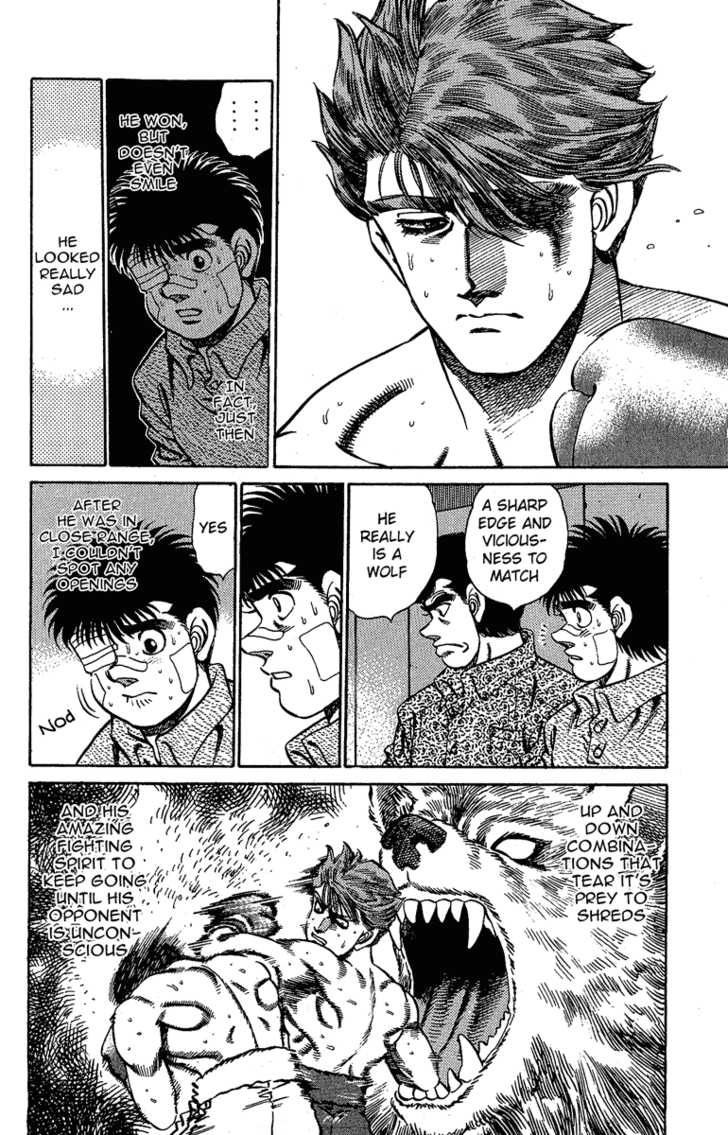 ......
HE WON,
BUT
DOESN'T
EVEN
SMILE
IN
FACT,
JUST
THEN
HE
LOOKED
REALLY
SAD
...
A SHARP
EDGE AND
VICIOUS-
NESS TO
MATCH
HE
REALLY
IS A
WOLF
YES
AFTER
HE WAS IN
CLOSE RANGE,
I COULDN'T
SPOT ANY
OPENINGS
NOD
UP AND
DOWN
COMBINA-
TIONS THAT
TEAR IT'S
PREY TO
SHREDS
AND HIS
AMAZING
FIGHTING
SPIRIT TO
KEEP GOING
UNTIL HIS
OPPONENT
IS UNCON-
SCIOUS